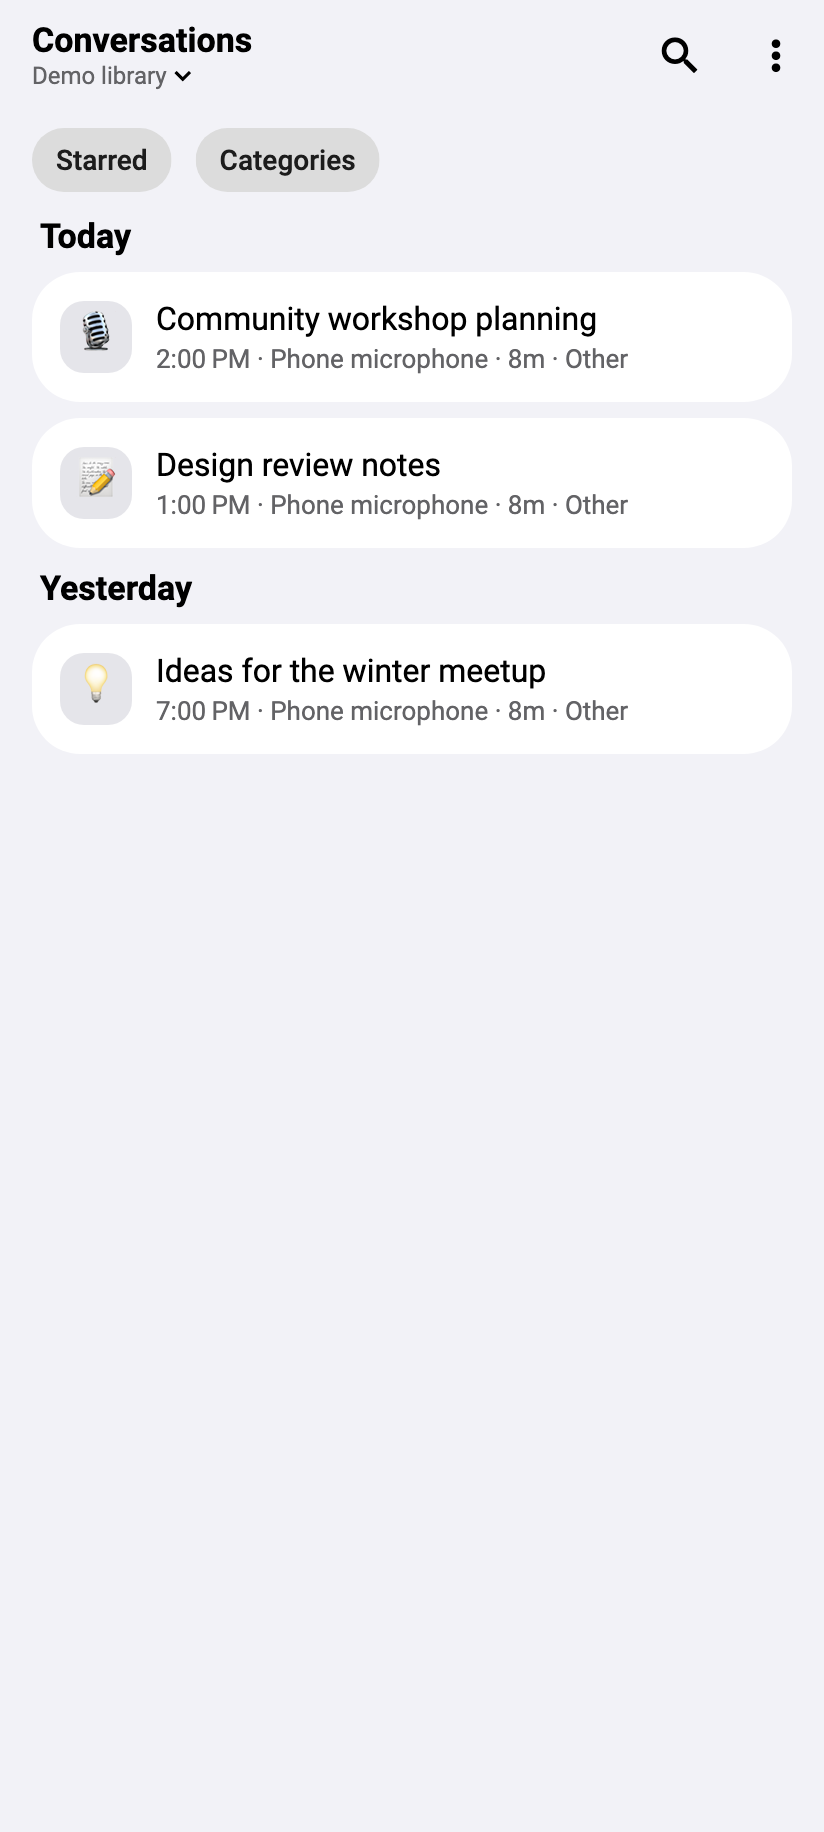 Conversations
Demo library
Starred
Categories
Today
Community workshop planning
2:00 PM · Phone microphone · 8m · Other
Design review notes
1:00 PM · Phone microphone · 8m · Other
Yesterday
Ideas for the winter meetup
7:00 PM · Phone microphone · 8m · Other